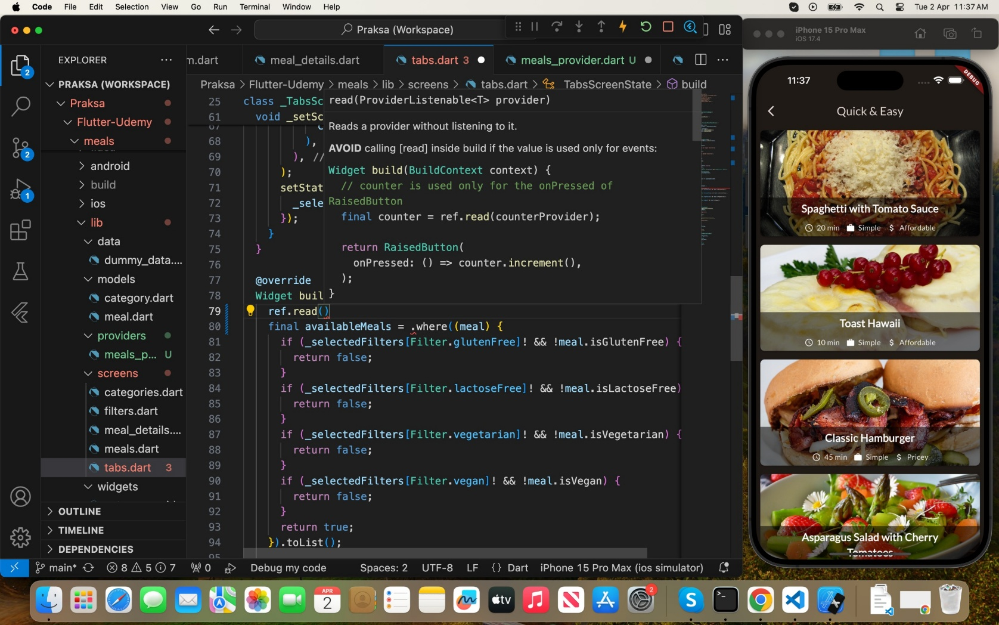 Code File Edit Selection View Go Run Terminal Window Help Tue 2 Apr 11:37 AM
Praksa (Workspace)
EXPLORER
m.dart meal_details.dart tabs.dart 3 meals_provider.dart U
PRAKSA (WORKSPACE)
Praksa
Flutter-Udemy
meals
android
build
ios
lib
data
dummy_data....
models
category.dart
meal.dart
providers
meals_p... U
screens
categories.dart
filters.dart
meal_details....
meals.dart
tabs.dart 3
widgets
OUTLINE
TIMELINE
DEPENDENCIES
2
2
1
Praksa > Flutter-Udemy > meals > lib > screens > tabs.dart > _TabsScreenState > build
25 class _TabsSc
61 void _setSc
67 c
68 ),
69 ), //
70 );
71 setStat
72 _sele
73 });
74 }
75 }
76
77 @override
78 Widget buil
79 ref.read()
80 final availableMeals = .where((meal) {
81 if (_selectedFilters[Filter.glutenFree]! && !meal.isGlutenFree) {
82 return false;
83 }
84 if (_selectedFilters[Filter.lactoseFree]! && !meal.isLactoseFree)
85 return false;
86 }
87 if (_selectedFilters[Filter.vegetarian]! && !meal.isVegetarian) {
88 return false;
89 }
90 if (_selectedFilters[Filter.vegan]! && !meal.isVegan) {
91 return false;
92 }
93 return true;
94 }).toList();
95
read(ProviderListenable<T> provider)
Reads a provider without listening to it.
AVOID calling [read] inside build if the value is used only for events:
Widget build(BuildContext context) {
// counter is used only for the onPressed of
RaisedButton
final counter = ref.read(counterProvider);
return RaisedButton(
onPressed: () => counter.increment(),
);
}
main* 8 5 7 0 Debug my code Spaces: 2 UTF-8 LF {} Dart iPhone 15 Pro Max (ios simulator)
iPhone 15 Pro Max
iOS 17.4
11:37
DEBUG
Quick & Easy
Spaghetti with Tomato Sauce
20 min Simple $ Affordable
Toast Hawaii
10 min Simple $ Affordable
Classic Hamburger
45 min Simple $ Pricey
Asparagus Salad with Cherry
Tomatoes
APR
2
tv
2